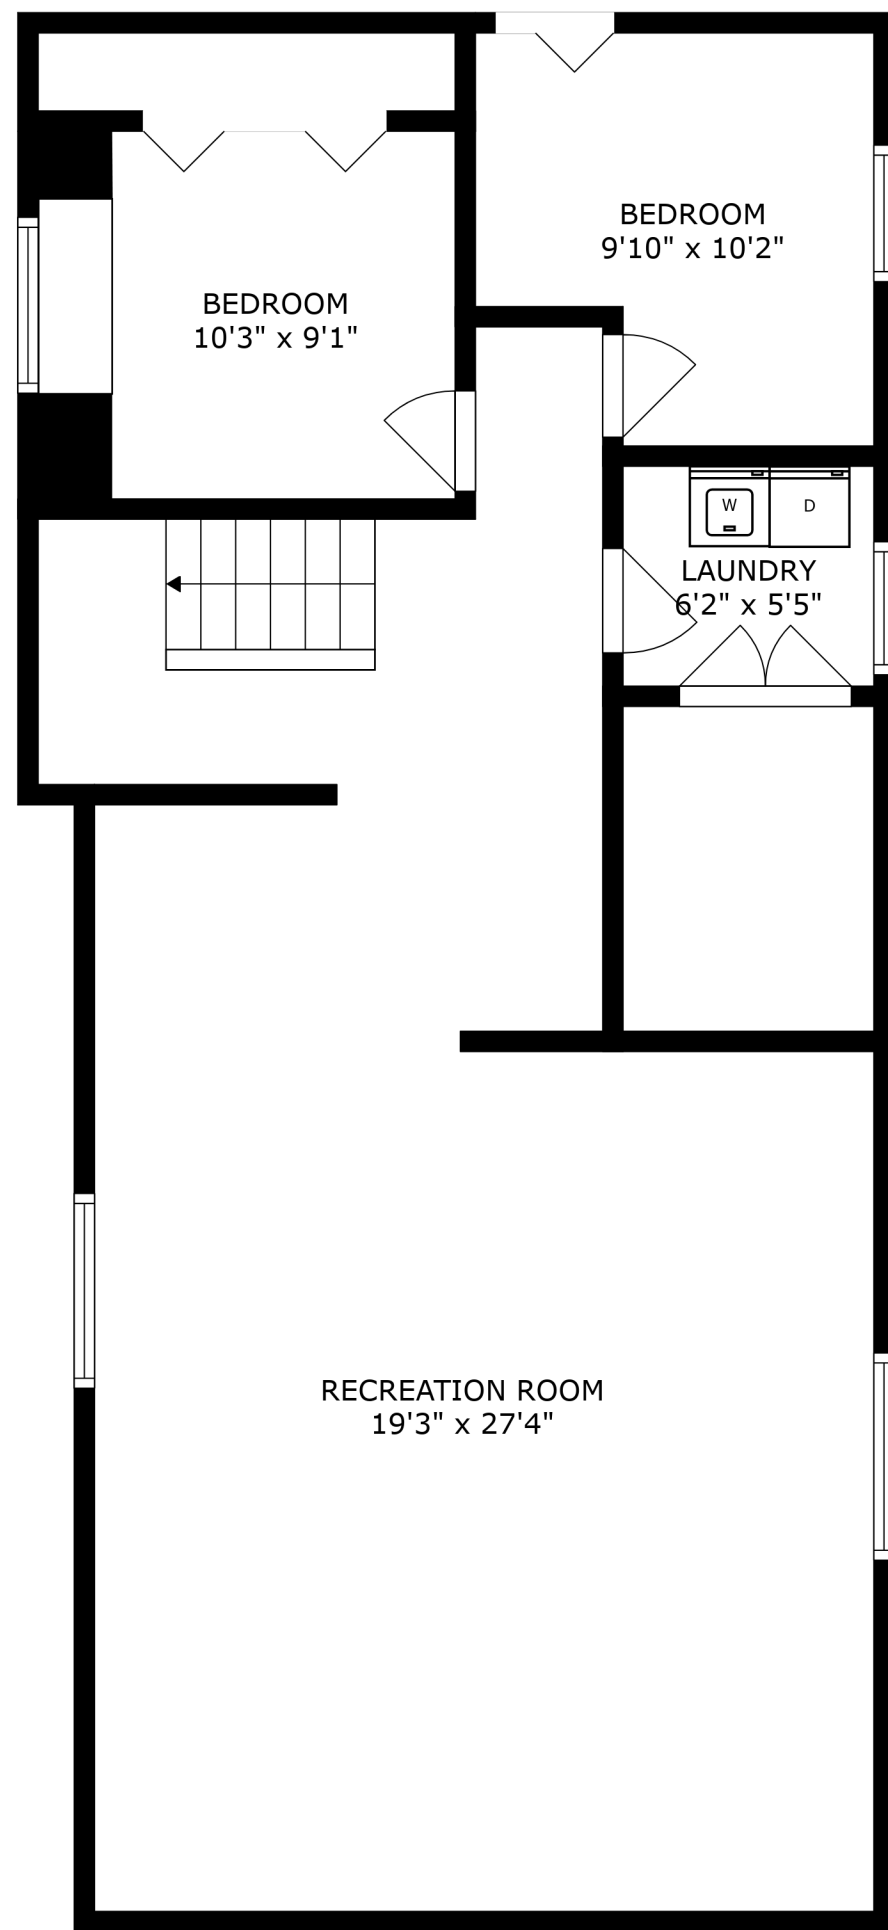 BEDROOM
9'10" x 10'2"
BEDROOM
10'3" x 9'1"
W
D
LAUNDRY
6'2" x 5'5"
RECREATION ROOM
19'3" x 27'4"